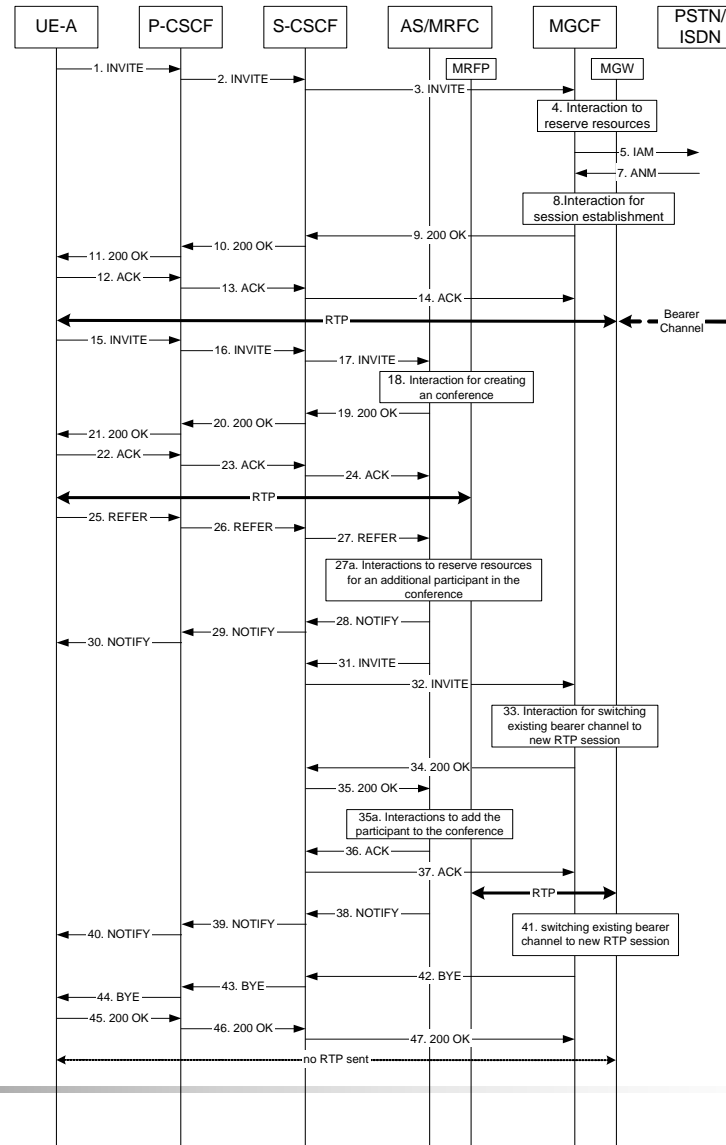 UE-A
P-CSCF
S-CSCF
AS/MRFC
MGCF
PSTN/
ISDN
MRFP
MGW
1. INVITE
2. INVITE
3. INVITE
4. Interaction to
reserve resources
5. IAM
7. ANM
8.Interaction for
session establishment
9. 200 OK
10. 200 OK
11. 200 OK
12. ACK
13. ACK
14. ACK
RTP
Bearer
Channel
15. INVITE
16. INVITE
17. INVITE
18. Interaction for creating
an conference
19. 200 OK
20. 200 OK
21. 200 OK
22. ACK
23. ACK
24. ACK
RTP
25. REFER
26. REFER
27. REFER
27a. Interactions to reserve resources
for an additional participant in the
conference
28. NOTIFY
29. NOTIFY
30. NOTIFY
31. INVITE
32. INVITE
33. Interaction for switching
existing bearer channel to
new RTP session
34. 200 OK
35. 200 OK
35a. Interactions to add the
participant to the conference
36. ACK
37. ACK
RTP
38. NOTIFY
39. NOTIFY
40. NOTIFY
41. switching existing bearer
channel to new RTP session
42. BYE
43. BYE
44. BYE
45. 200 OK
46. 200 OK
47. 200 OK
no RTP sent